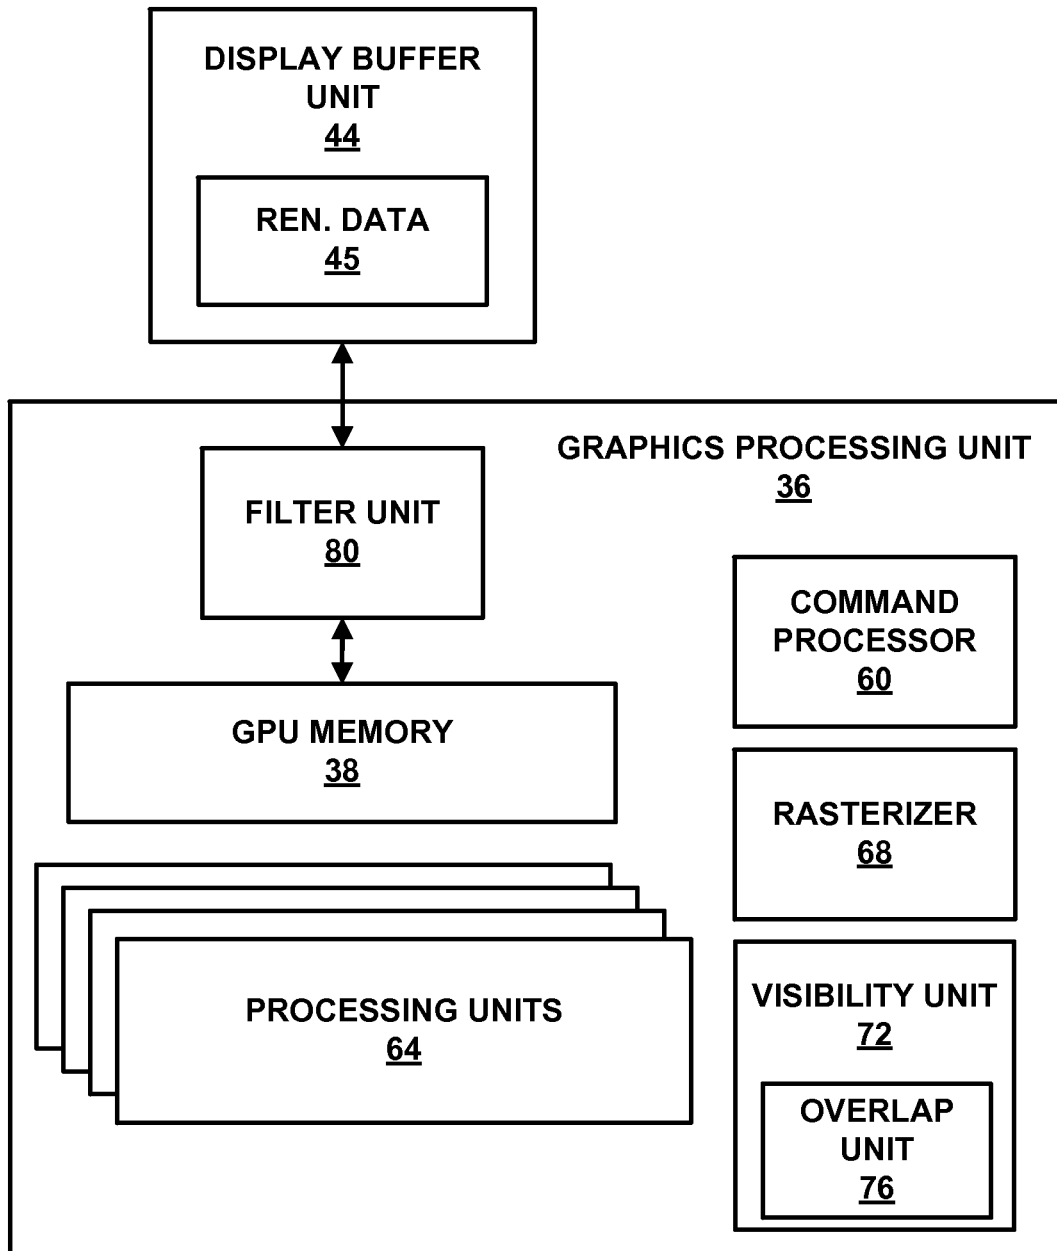 DISPLAY BUFFER
UNIT
44
REN. DATA
45
GRAPHICS PROCESSING UNIT
36
FILTER UNIT
80
COMMAND
PROCESSOR
60
GPU MEMORY
38
RASTERIZER
68
PROCESSING UNITS
64
VISIBILITY UNIT
72
OVERLAP
UNIT
76